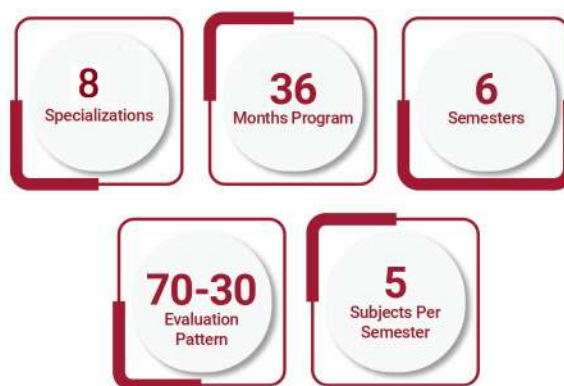 8
Specializations
36
Months Program
6
Semesters
70-30
Evaluation
Pattern
5
Subjects Per
Semester